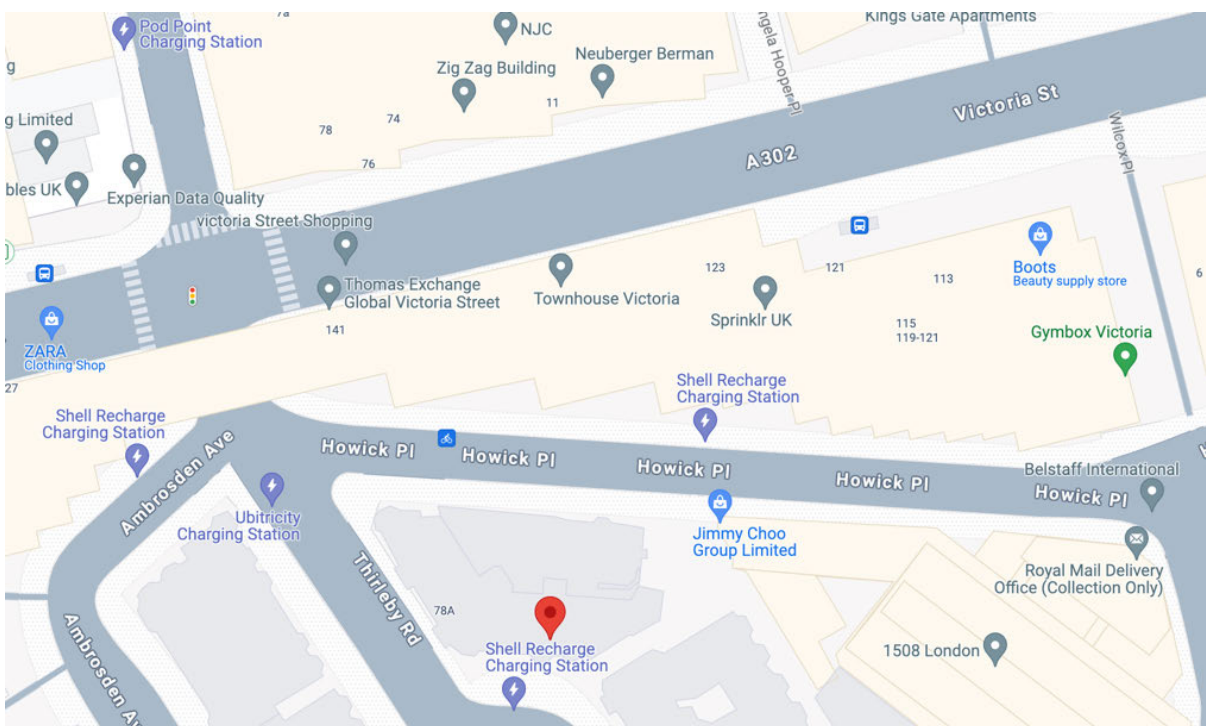 7a
Pod Point
Charging Station
NJC
Kings Gate Apartments
Neuberger Berman
Zig Zag Building
11
ngela Hooper Pl
Victoria St
g
74
78
g Limited
A302
Wilcox Pl
76
bles UK
Experian Data Quality
victoria Street Shopping
Boots
Beauty supply store
123
121
113
6
Thomas Exchange
Global Victoria Street
Townhouse Victoria
Sprinklr UK
115
119-121
141
Gymbox Victoria
ZARA
Clothing Shop
27
Shell Recharge
Charging Station
Shell Recharge
Charging Station
Ambrosden Ave
Howick Pl
Howick Pl
Howick Pl
Howick Pl
Howick Pl
Belstaff International
Ubitricity
Charging Station
Jimmy Choo
Group Limited
Royal Mail Delivery
Office (Collection Only)
Thirleby Rd
78A
Shell Recharge
Charging Station
1508 London
Ambrosden Av